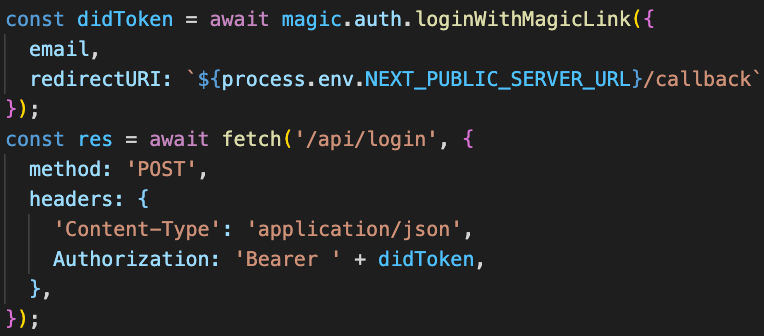 const didToken = await magic.auth.loginWithMagicLink({
  email,
  redirectURI: `${process.env.NEXT_PUBLIC_SERVER_URL}/callback`
});
const res = await fetch('/api/login', {
  method: 'POST',
  headers: {
    'Content-Type': 'application/json',
    Authorization: 'Bearer ' + didToken,
  },
});